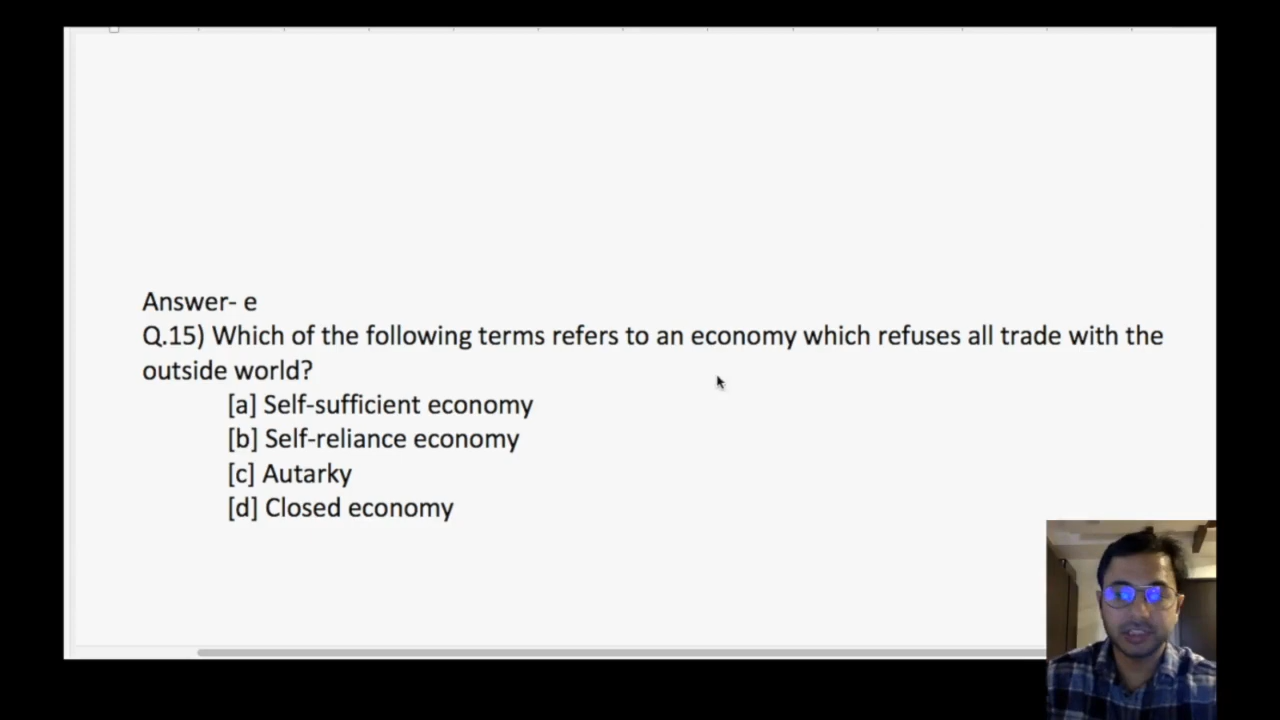 Answer- e
Q.15) Which of the following terms refers to an economy which refuses all trade with the
outside world?
[a] Self-sufficient economy
[b] Self-reliance economy
[c] Autarky
[d] Closed economy